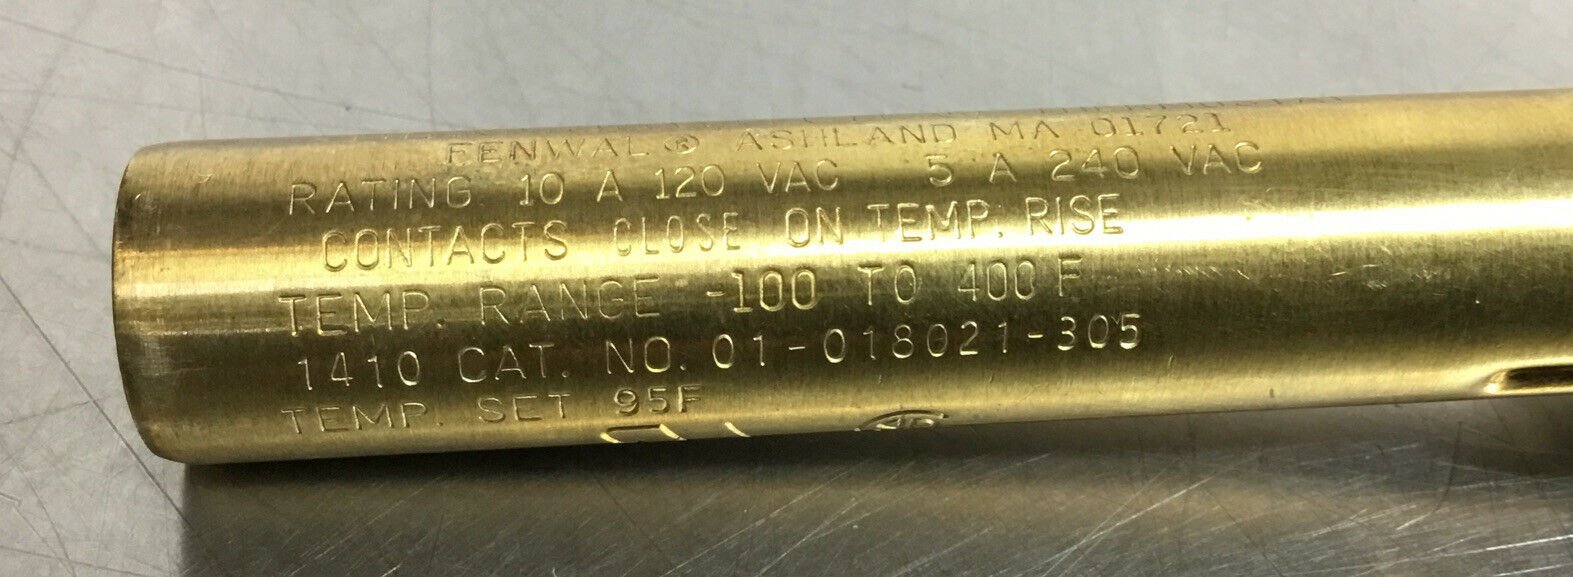 FENWAL® ASHLAND MA 01721
RATING 10 A 120 VAC 5 A 240 VAC
CONTACTS CLOSE ON TEMP. RISE
TEMP. RANGE -100 TO 400 F
1410 CAT. NO. 01-018021-305
TEMP. SET 95F